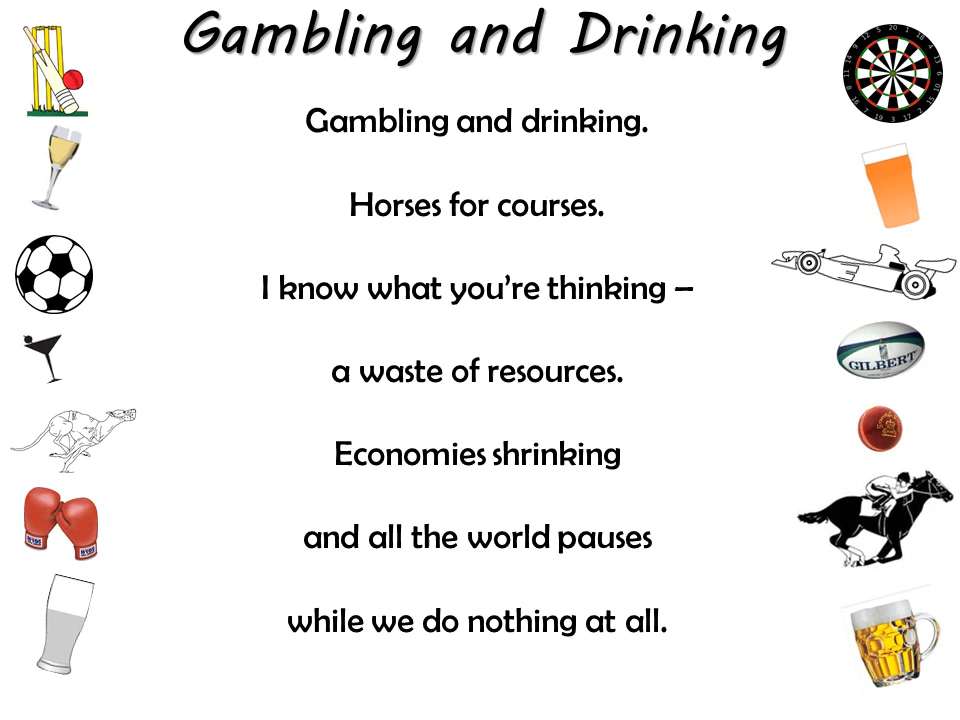 Gambling and Drinking
Gambling and drinking.
Horses for courses.
I know what you’re thinking –
a waste of resources.
Economies shrinking
and all the world pauses
while we do nothing at all.
GILBERT